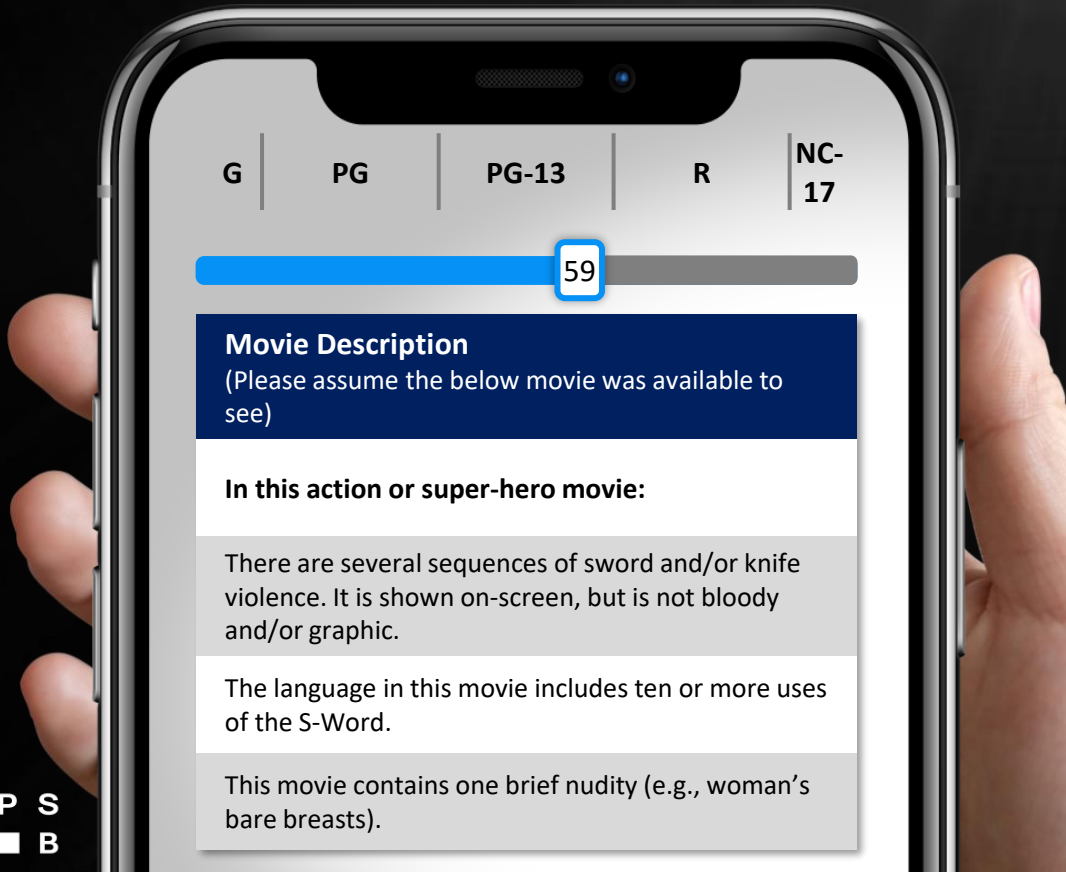 G PG PG-13 R NC-
17
59
Movie Description
(Please assume the below movie was available to
see)
In this action or super-hero movie:
There are several sequences of sword and/or knife
violence. It is shown on-screen, but is not bloody
and/or graphic.
The language in this movie includes ten or more uses
of the S-Word.
This movie contains one brief nudity (e.g., woman’s
bare breasts).
P S
B